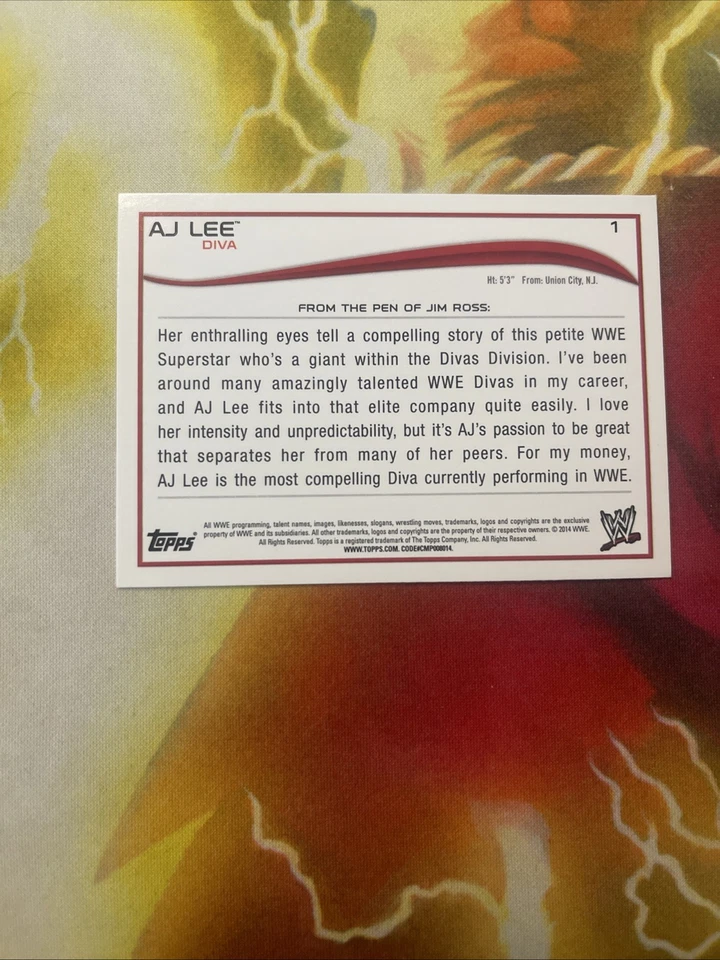 AJ LEE™
DIVA
1
Ht: 5'3" From: Union City, N.J.
FROM THE PEN OF JIM ROSS:
Her enthralling eyes tell a compelling story of this petite WWE
Superstar who's a giant within the Divas Division. I've been
around many amazingly talented WWE Divas in my career,
and AJ Lee fits into that elite company quite easily. I love
her intensity and unpredictability, but it's AJ's passion to be great
that separates her from many of her peers. For my money,
AJ Lee is the most compelling Diva currently performing in WWE.
All WWE programming, talent names, images, likenesses, slogans, wrestling moves, trademarks, logos and copyrights are the exclusive
property of WWE and its subsidiaries. All other trademarks, logos and copyrights are the property of their respective owners. © 2014 WWE.
All Rights Reserved. Topps is a registered trademark of The Topps Company, Inc. All Rights Reserved.
WWW.TOPPS.COM. CODE#CMP008014.
Topps®
W